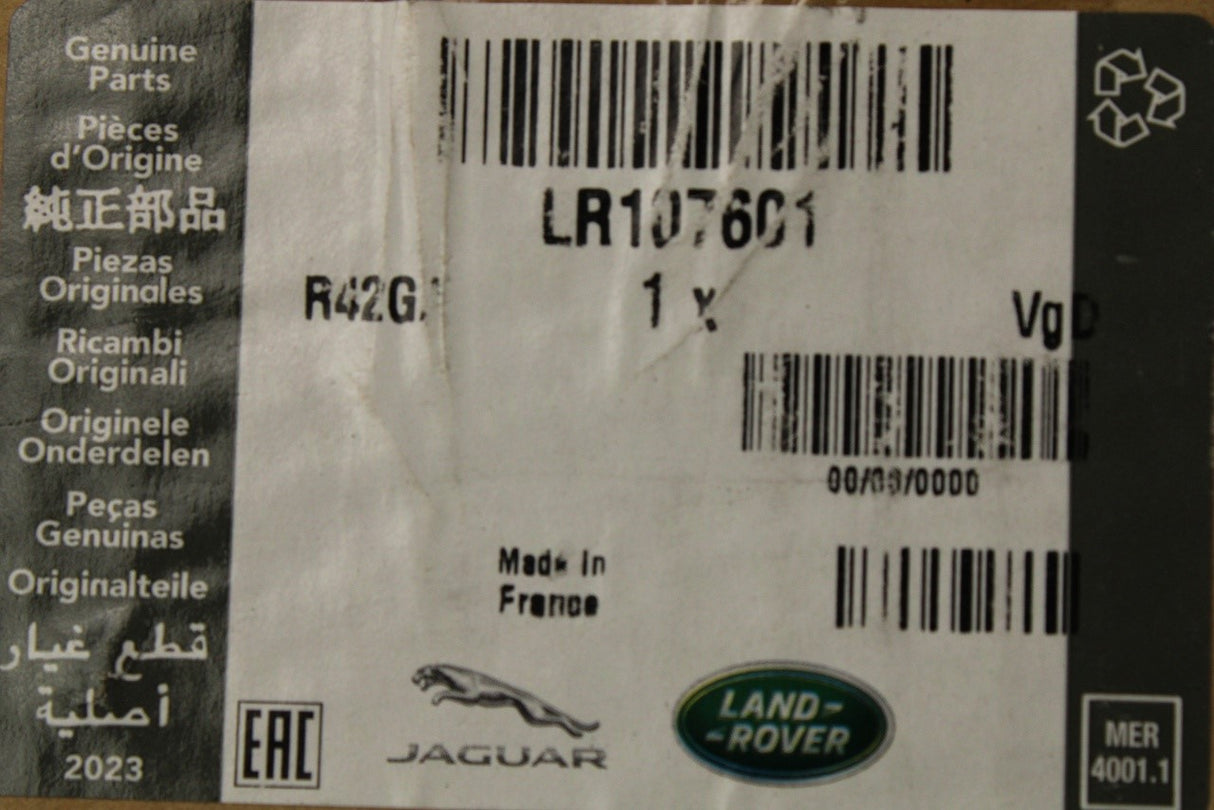 Genuine
Parts
Pièces
d'Origine
純正部品
Piezas
Originales
Ricambi
Originali
Originele
Onderdelen
Peças
Genuinas
Originalteile
قطع غيار
أصلية
2023
LR107601
1 x
Vg D
00/00/0000
Made In
France
EAC
JAGUAR
LAND-
-ROVER
MER
4001.1